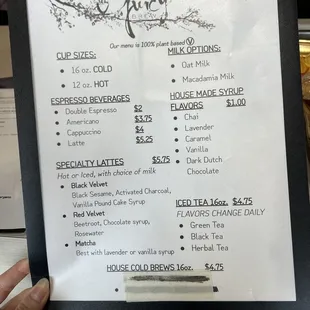 Our menu is 100% plant based Ⓥ
CUP SIZES:
• 16 oz. COLD
• 12 oz. HOT
MILK OPTIONS:
• Oat Milk
• Macadamia Milk
ESPRESSO BEVERAGES
• Double Espresso $2
• Americano $3.75
• Cappuccino $4
• Latte $5.25
HOUSE MADE SYRUP
FLAVORS $1.00
• Chai
• Lavender
• Caramel
• Vanilla
• Dark Dutch
Chocolate
SPECIALTY LATTES $5.75
Hot or Iced, with choice of milk
• Black Velvet
Black Sesame, Activated Charcoal,
Vanilla Pound Cake Syrup
• Red Velvet
Beetroot, Chocolate syrup,
Rosewater
• Matcha
Best with lavender or vanilla syrup
ICED TEA 16oz. $4.75
FLAVORS CHANGE DAILY
• Green Tea
• Black Tea
• Herbal Tea
HOUSE COLD BREWS 16oz. $4.75